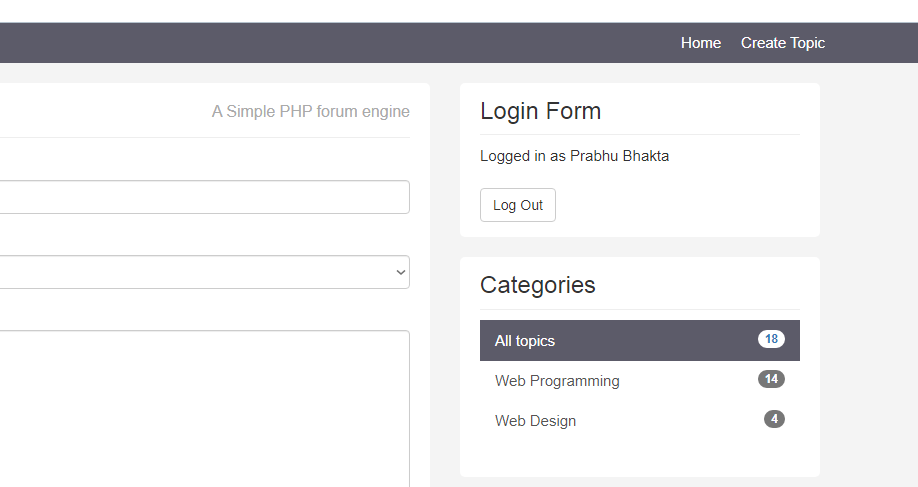 Home Create Topic
A Simple PHP forum engine
Login Form
Logged in as Prabhu Bhakta
Log Out
Categories
All topics 18
Web Programming 14
Web Design 4